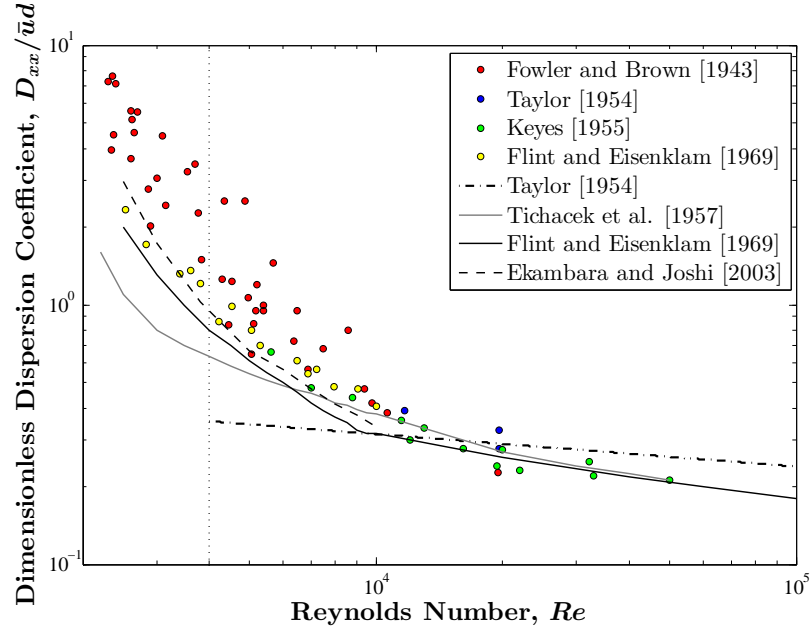 Dimensionless Dispersion Coefficient, D_{xx}/ūd
10^1
10^0
10^{-1}
10^4
10^5
Reynolds Number, Re
Fowler and Brown [1943]
Taylor [1954]
Keyes [1955]
Flint and Eisenklam [1969]
Taylor [1954]
Tichacek et al. [1957]
Flint and Eisenklam [1969]
Ekambara and Joshi [2003]